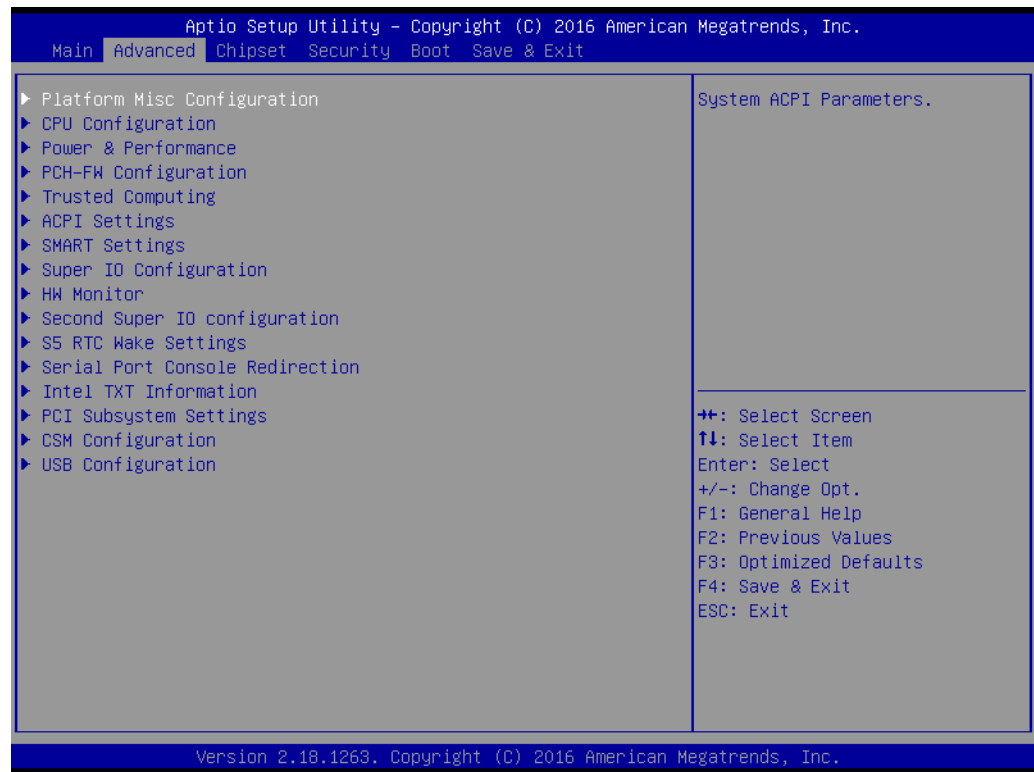 Aptio Setup Utility – Copyright (C) 2016 American Megatrends, Inc.
Main Advanced Chipset Security Boot Save & Exit
▶ Platform Misc Configuration
▶ CPU Configuration
▶ Power & Performance
▶ PCH-FW Configuration
▶ Trusted Computing
▶ ACPI Settings
▶ SMART Settings
▶ Super IO Configuration
▶ HW Monitor
▶ Second Super IO configuration
▶ S5 RTC Wake Settings
▶ Serial Port Console Redirection
▶ Intel TXT Information
▶ PCI Subsystem Settings
▶ CSM Configuration
▶ USB Configuration
System ACPI Parameters.
→←: Select Screen
↑↓: Select Item
Enter: Select
+/-: Change Opt.
F1: General Help
F2: Previous Values
F3: Optimized Defaults
F4: Save & Exit
ESC: Exit
Version 2.18.1263. Copyright (C) 2016 American Megatrends, Inc.